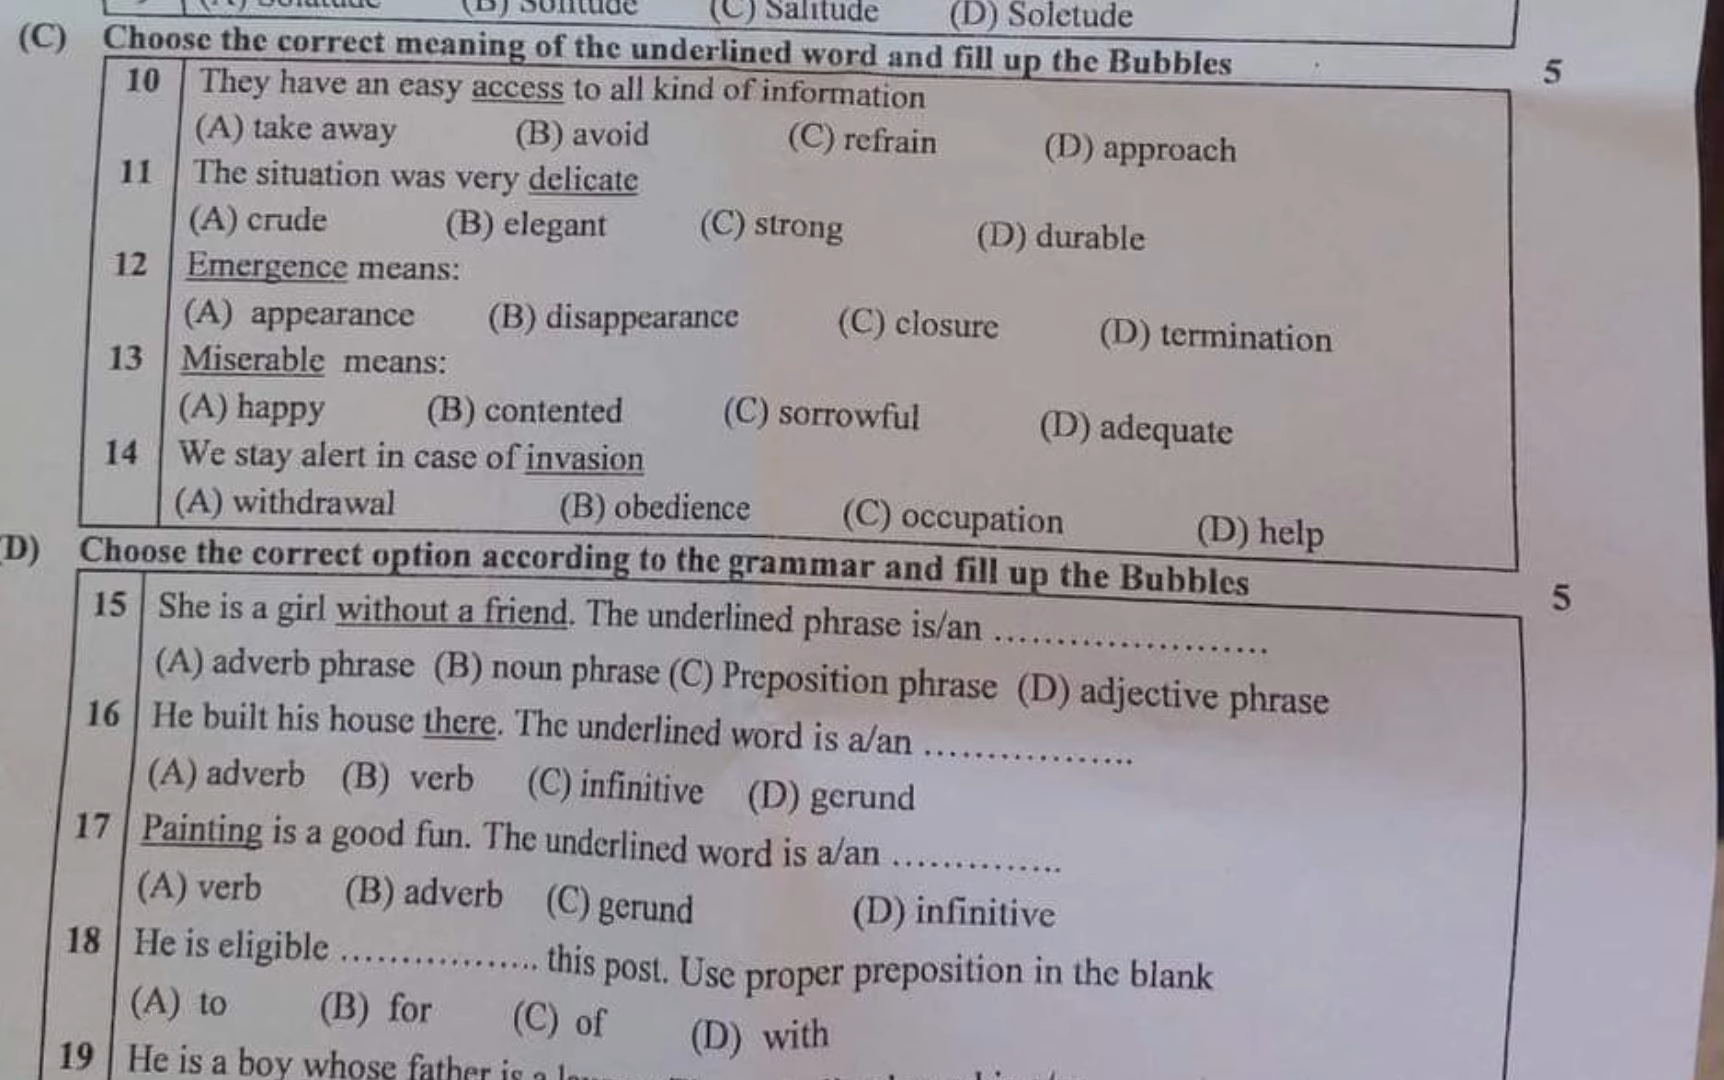 (B) Solitude (C) Salitude (D) Soletude
(C) Choose the correct meaning of the underlined word and fill up the Bubbles 5
10 They have an easy access to all kind of information
(A) take away (B) avoid (C) refrain (D) approach
11 The situation was very delicate
(A) crude (B) elegant (C) strong (D) durable
12 Emergence means:
(A) appearance (B) disappearance (C) closure (D) termination
13 Miserable means:
(A) happy (B) contented (C) sorrowful (D) adequate
14 We stay alert in case of invasion
(A) withdrawal (B) obedience (C) occupation (D) help
D) Choose the correct option according to the grammar and fill up the Bubbles 5
15 She is a girl without a friend. The underlined phrase is/an ........................
(A) adverb phrase (B) noun phrase (C) Preposition phrase (D) adjective phrase
16 He built his house there. The underlined word is a/an ..................
(A) adverb (B) verb (C) infinitive (D) gerund
17 Painting is a good fun. The underlined word is a/an ..............
(A) verb (B) adverb (C) gerund (D) infinitive
18 He is eligible ................. this post. Use proper preposition in the blank
(A) to (B) for (C) of (D) with
19 He is a boy whose father is a